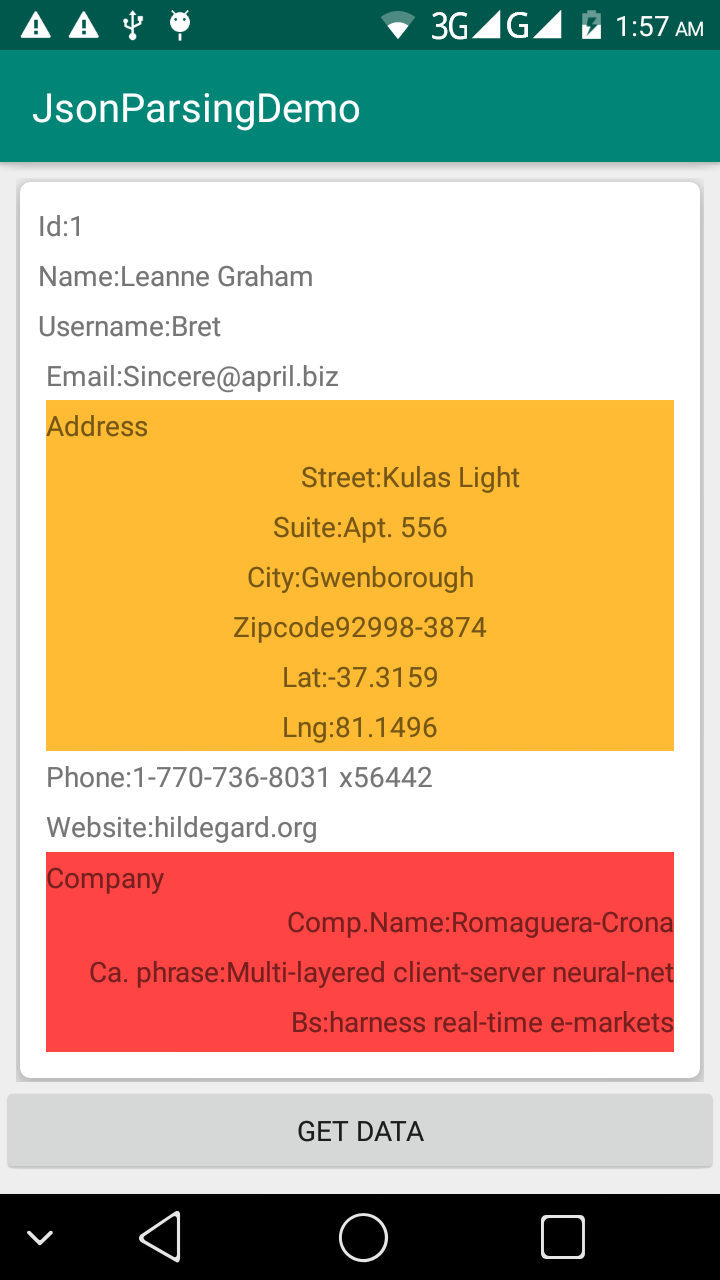 3G G 1:57 AM
JsonParsingDemo
Id:1
Name:Leanne Graham
Username:Bret
Email:Sincere@april.biz
Address
Street:Kulas Light
Suite:Apt. 556
City:Gwenborough
Zipcode92998-3874
Lat:-37.3159
Lng:81.1496
Phone:1-770-736-8031 x56442
Website:hildegard.org
Company
Comp.Name:Romaguera-Crona
Ca. phrase:Multi-layered client-server neural-net
Bs:harness real-time e-markets
GET DATA